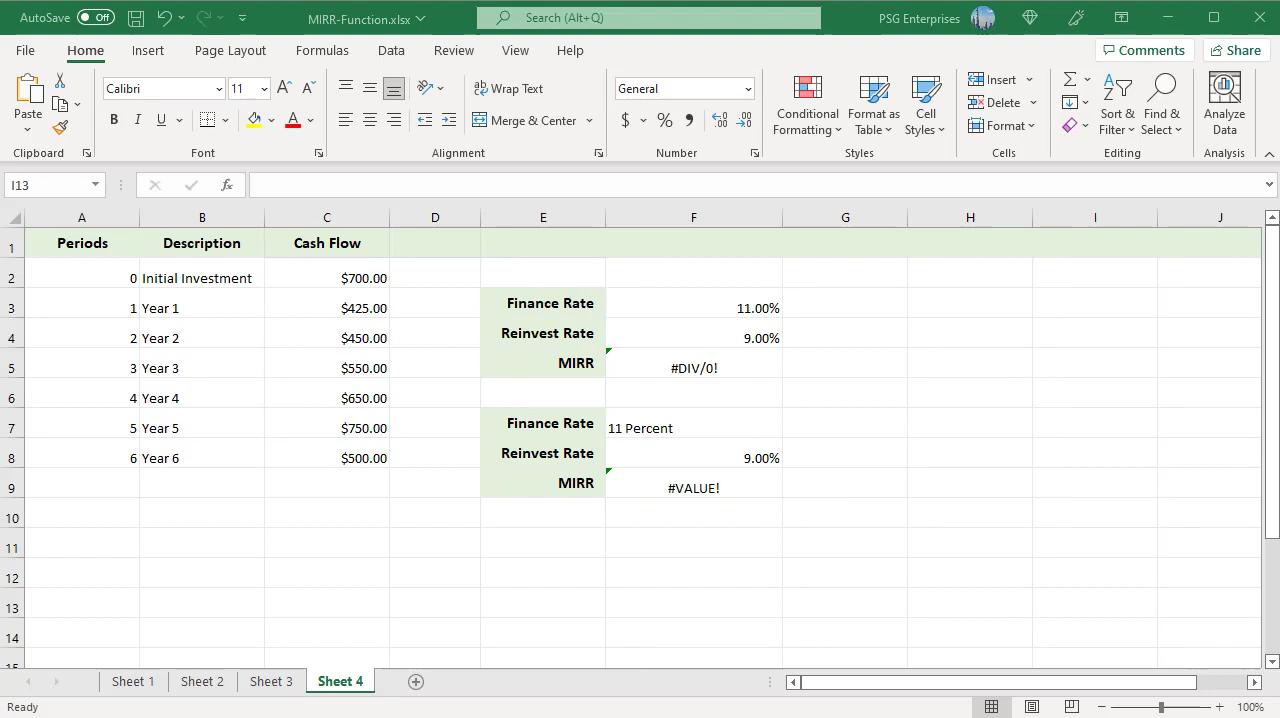 AutoSave Off MIRR-Function.xlsx Search (Alt+Q) PSG Enterprises
File Home Insert Page Layout Formulas Data Review View Help Comments Share
Paste
Clipboard
Calibri 11
B I U A
Font
Wrap Text
Merge & Center
Alignment
General
$ % 9
Number
Conditional Formatting
Format as Table
Cell Styles
Styles
Insert
Delete
Format
Cells
Sort & Filter
Find & Select
Editing
Analyze Data
Analysis
I13 fx
A B C D E F G H I J
1 Periods Description Cash Flow
2 0 Initial Investment $700.00
3 1 Year 1 $425.00 Finance Rate 11.00%
4 2 Year 2 $450.00 Reinvest Rate 9.00%
5 3 Year 3 $550.00 MIRR #DIV/0!
6 4 Year 4 $650.00
7 5 Year 5 $750.00 Finance Rate 11 Percent
8 6 Year 6 $500.00 Reinvest Rate 9.00%
9 MIRR #VALUE!
10
11
12
13
14
15
Sheet 1 Sheet 2 Sheet 3 Sheet 4
Ready 100%